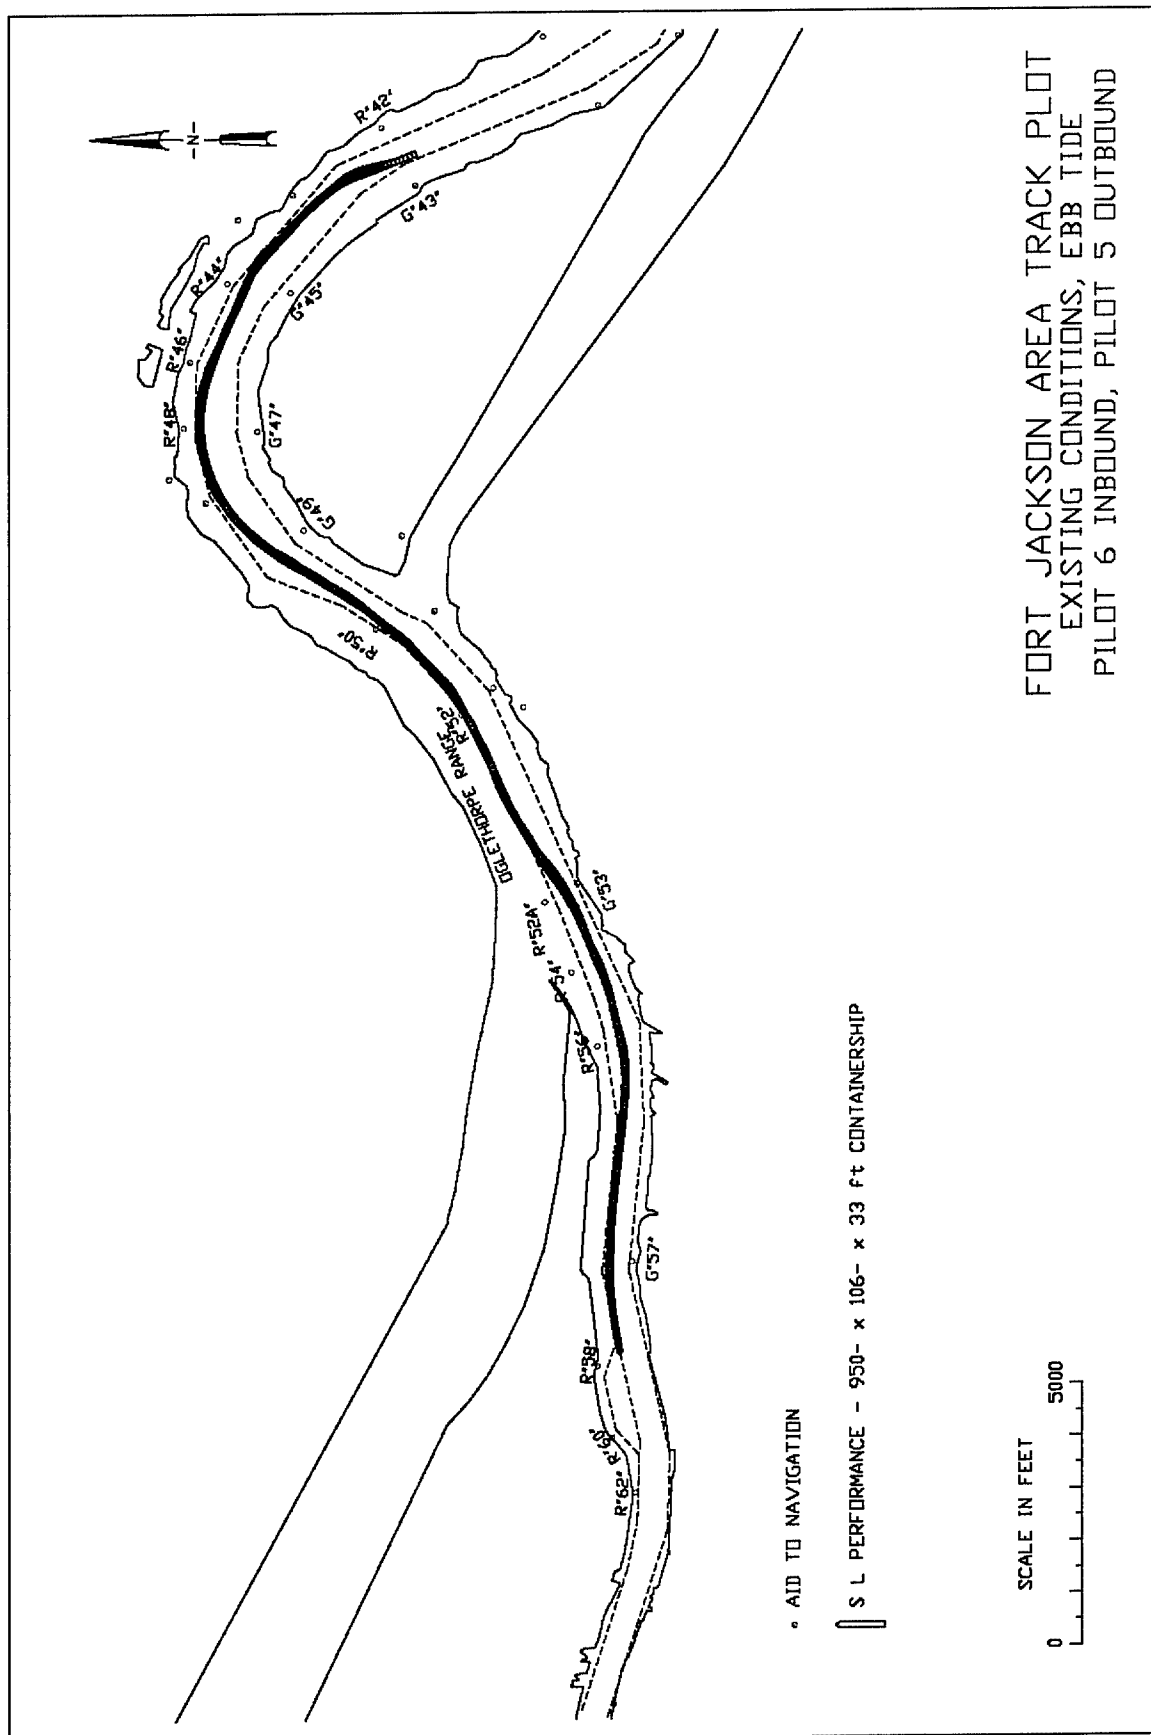 R"42"
-N-
G"43"
R"44"
G"45"
R"46"
G"47"
R"48"
G"49"
R"50"
R"52"
OGLETHORPE RANGE
G"53"
R"52A"
R"54"
R"56"
G"57"
R"58"
R"60"
R"62"
AID TO NAVIGATION
S L PERFORMANCE - 950- x 106- x 33 ft CONTAINERSHIP
SCALE IN FEET
0 5000
FORT JACKSON AREA TRACK PLOT
EXISTING CONDITIONS, EBB TIDE
PILOT 6 INBOUND, PILOT 5 OUTBOUND